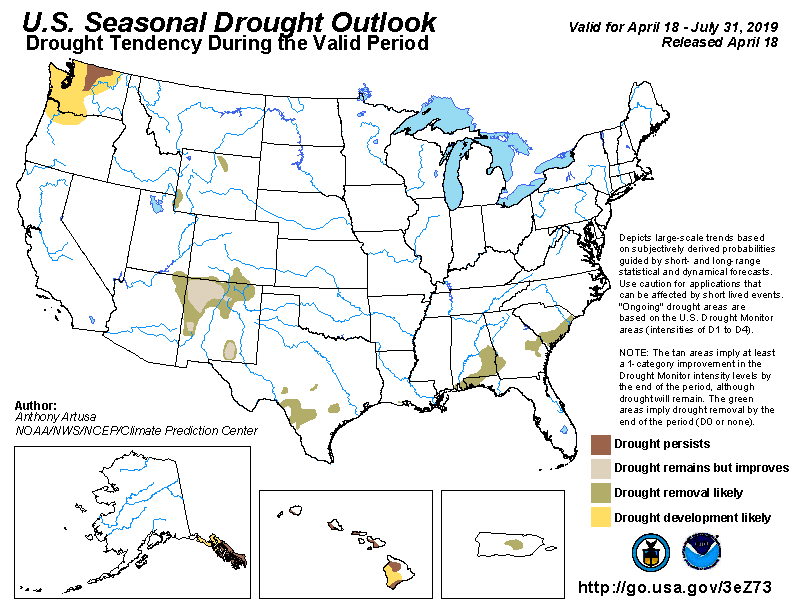 U.S. Seasonal Drought Outlook
Drought Tendency During the Valid Period
Valid for April 18 - July 31, 2019
Released April 18
Depicts large-scale trends based
on subjectively derived probabilities
guided by short- and long-range
statistical and dynamical forecasts.
Use caution for applications that
can be affected by short lived events.
"Ongoing" drought areas are
based on the U.S. Drought Monitor
areas (intensities of D1 to D4).
NOTE: The tan areas imply at least
a 1-category improvement in the
Drought Monitor intensity levels by
the end of the period, although
drought will remain. The green
areas imply drought removal by the
end of the period (D0 or none).
Author:
Anthony Artusa
NOAA/NWS/NCEP/Climate Prediction Center
Drought persists
Drought remains but improves
Drought removal likely
Drought development likely
http://go.usa.gov/3eZ73